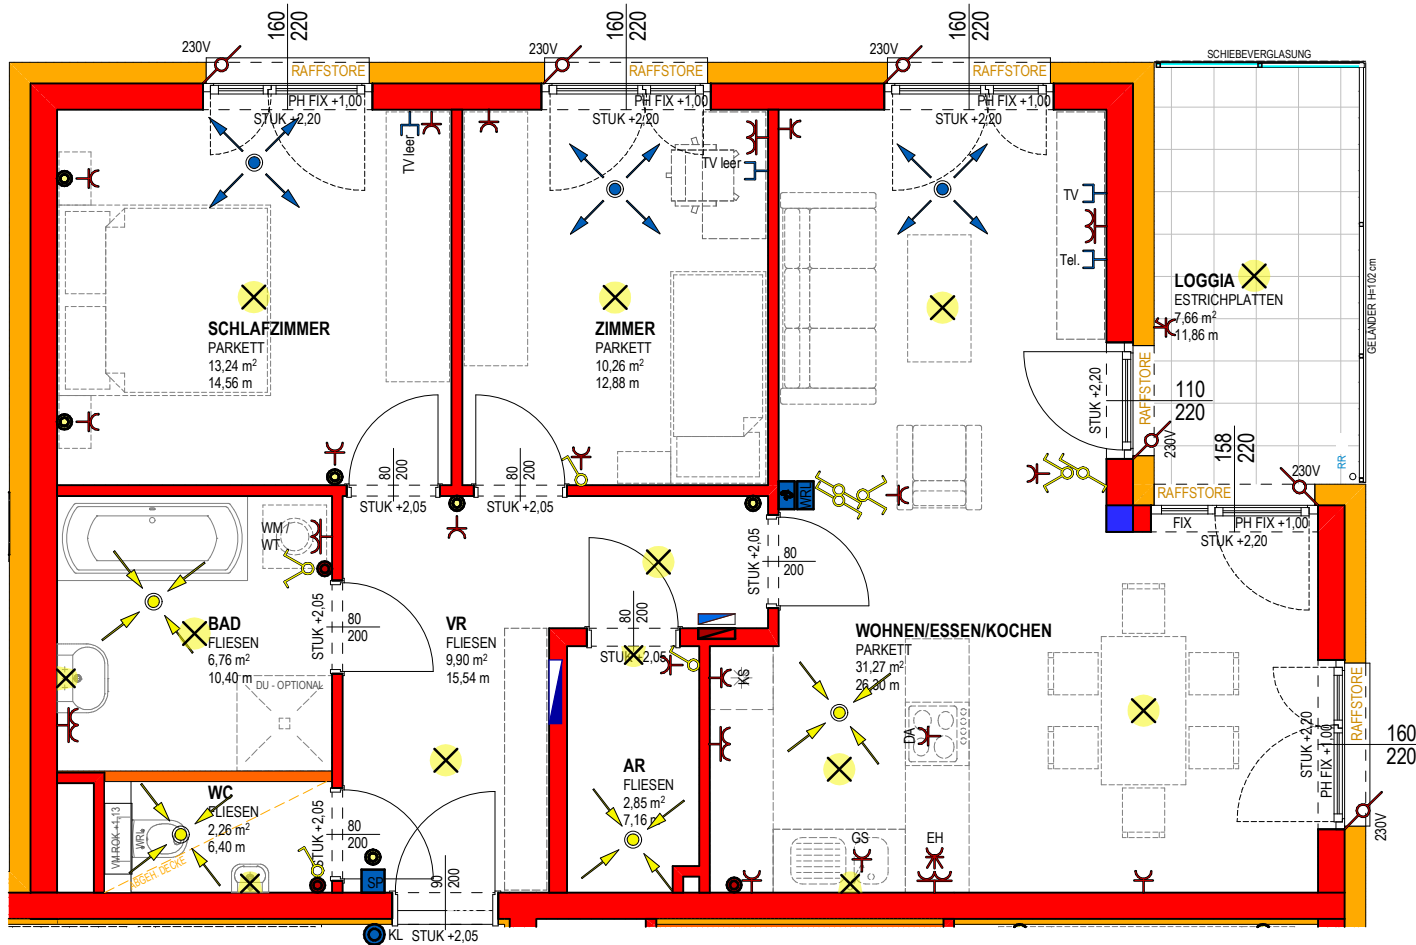 160
220
160
220
160
220
230V
230V
230V
SCHIEBEVERGLASUNG
RAFFSTORE
RAFFSTORE
RAFFSTORE
PH FIX +1,00
PH FIX +1,00
PH FIX +1,00
STUK +2,20
STUK +2,20
STUK +2,20
TV leer
TV leer
TV
Tel.
GELÄNDER H=102 cm
LOGGIA
ESTRICHPLATTEN
7,66 m²
11,86 m
SCHLAFZIMMER
PARKETT
13,24 m²
14,56 m
ZIMMER
PARKETT
10,26 m²
12,88 m
STUK +2,20
RAFFSTORE
110
220
230V
158
220
230V
RR
RAFFSTORE
FIX
PH FIX +1,00
STUK +2,20
80
200
STUK +2,05
80
200
STUK +2,05
WRL
WM /
WT
STUK +2,05
80
200
BAD
FLIESEN
6,76 m²
10,40 m
DU - OPTIONAL
STUK +2,05
80
200
VR
FLIESEN
9,90 m²
15,54 m
80
200
STUK +2,05
WOHNEN/ESSEN/KOCHEN
PARKETT
31,27 m²
26,30 m
KS
DA
RAFFSTORE
STUK +2,20
PH FIX +1,00
160
220
230V
AR
FLIESEN
2,85 m²
7,16 m
WC
FLIESEN
2,26 m²
6,40 m
VM ROK +1,13
WRL
ABGEH. DECKE
STUK +2,05
80
200
GS
EH
SP
90
200
KL
STUK +2,05